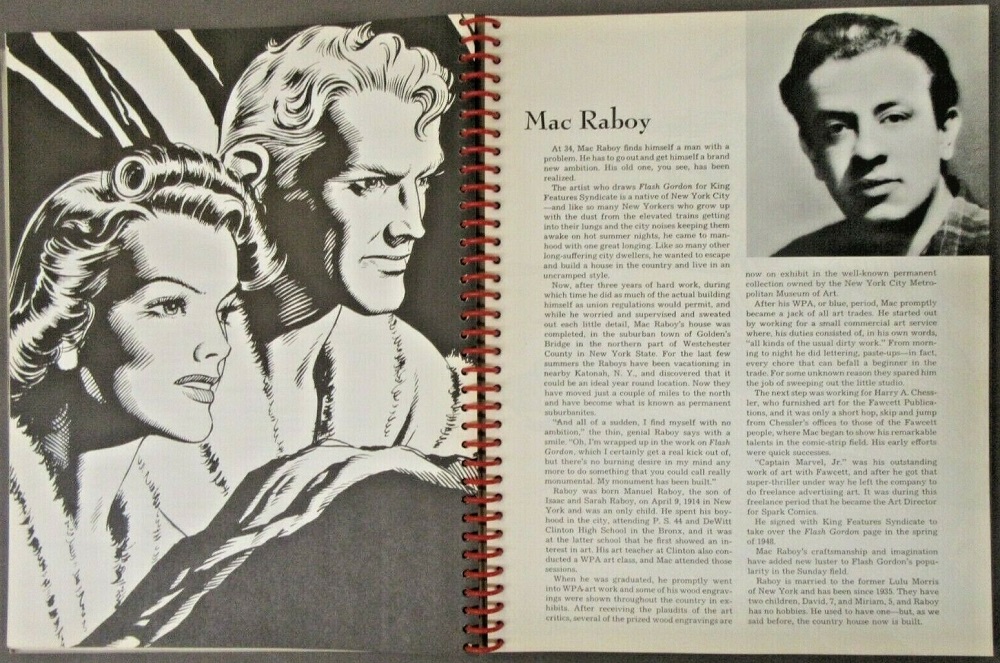 Mac Raboy
At 34, Mac Raboy finds himself a man with a
problem. He has to go out and get himself a brand
new ambition. His old one, you see, has been
realized.
The artist who draws Flash Gordon for King
Features Syndicate is a native of New York City
—and like so many New Yorkers who grow up
with the dust from the elevated trains getting
into their lungs and the city noises keeping them
awake on hot summer nights, he came to man-
hood with one great longing. Like so many other
long-suffering city dwellers, he wanted to escape
and build a house in the country and live in an
uncramped style.
Now, after three years of hard work, during
which time he did as much of the actual building
himself as union regulations would permit, and
while he worried and supervised and sweated
out each little detail, Mac Raboy's house was
completed, in the suburban town of Golden's
Bridge in the northern part of Westchester
County in New York State. For the last few
summers the Raboys have been vacationing in
nearby Katonah, N. Y., and discovered that it
could be an ideal year round location. Now they
have moved just a couple of miles to the north
and have become what is known as permanent
suburbanites.
"And all of a sudden, I find myself with no
ambition," the thin, genial Raboy says with a
smile. "Oh, I'm wrapped up in the work on Flash
Gordon, which I certainly get a real kick out of,
but there's no burning desire in my mind any
more to do something that you could call really
monumental. My monument has been built."
Raboy was born Manuel Raboy, the son of
Isaac and Sarah Raboy, on April 9, 1914 in New
York and was an only child. He spent his boy-
hood in the city, attending P. S. 44 and DeWitt
Clinton High School in the Bronx, and it was
at the latter school that he first showed an in-
terest in art. His art teacher at Clinton also con-
ducted a WPA art class, and Mac attended those
sessions.
When he was graduated, he promptly went
into WPA-art work and some of his wood engrav-
ings were shown throughout the country in ex-
hibits. After receiving the plaudits of the art
critics, several of the prized wood engravings are
now on exhibit in the well-known permanent
collection owned by the New York City Metro-
politan Museum of Art.
After his WPA, or blue, period, Mac promptly
became a jack of all art trades. He started out
by working for a small commercial art service
where, his duties consisted of, in his own words,
"all kinds of the usual dirty work." From morn-
ing to night he did lettering, paste-ups—in fact,
every chore that can befall a beginner in the
trade. For some unknown reason they spared him
the job of sweeping out the little studio.
The next step was working for Harry A. Chess-
ler, who furnished art for the Fawcett Publica-
tions, and it was only a short hop, skip and jump
from Chessler's offices to those of the Fawcett
people, where Mac began to show his remarkable
talents in the comic-strip field. His early efforts
were quick successes.
"Captain Marvel, Jr." was his outstanding
work of art with Fawcett, and after he got that
super-thriller under way he left the company to
do freelance advertising art. It was during this
freelance period that he became the Art Director
for Spark Comics.
He signed with King Features Syndicate to
take over the Flash Gordon page in the spring
of 1948.
Mac Raboy's craftsmanship and imagination
have added new luster to Flash Gordon's popu-
larity in the Sunday field.
Raboy is married to the former Lulu Morris
of New York and has been since 1935. They have
two children, David, 7, and Miriam, 5, and Raboy
has no hobbies. He used to have one—but, as we
said before, the country house now is built.